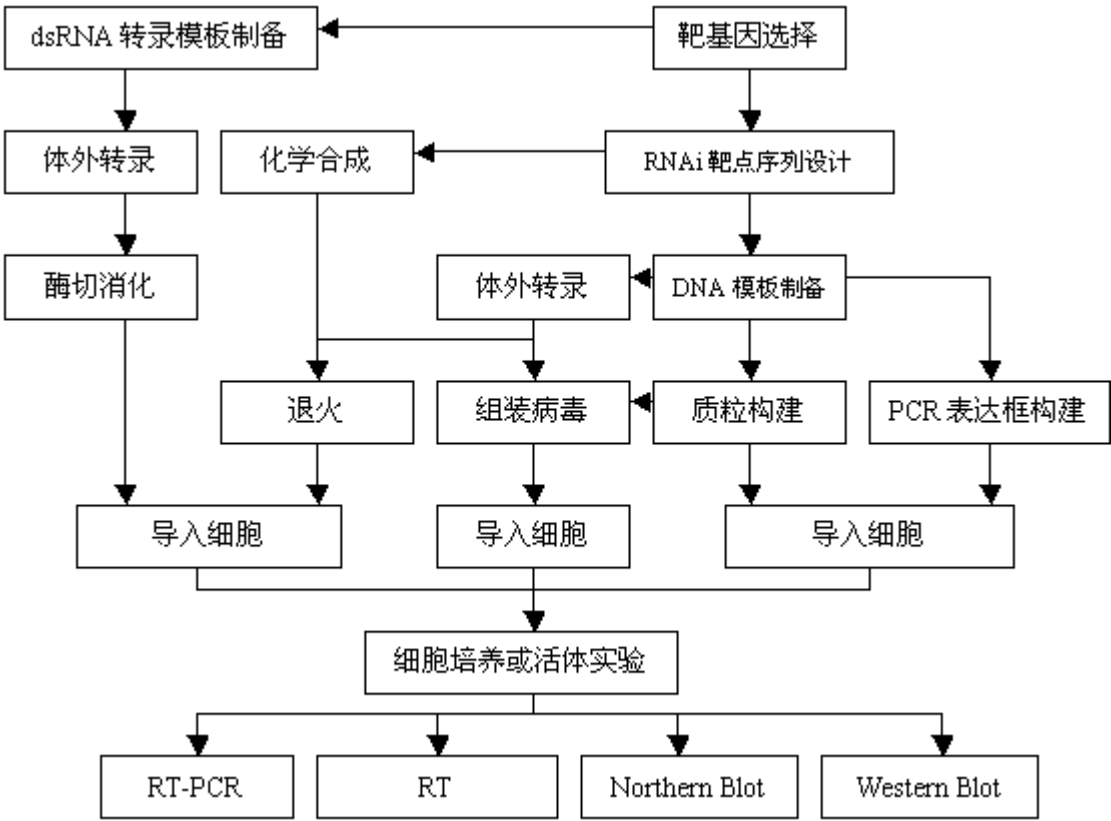 dsRNA 转录模板制备
靶基因选择
体外转录
化学合成
RNAi 靶点序列设计
酶切消化
体外转录
DNA 模板制备
退火
组装病毒
质粒构建
PCR 表达框构建
导入细胞
导入细胞
导入细胞
细胞培养或活体实验
RT-PCR
RT
Northern Blot
Western Blot